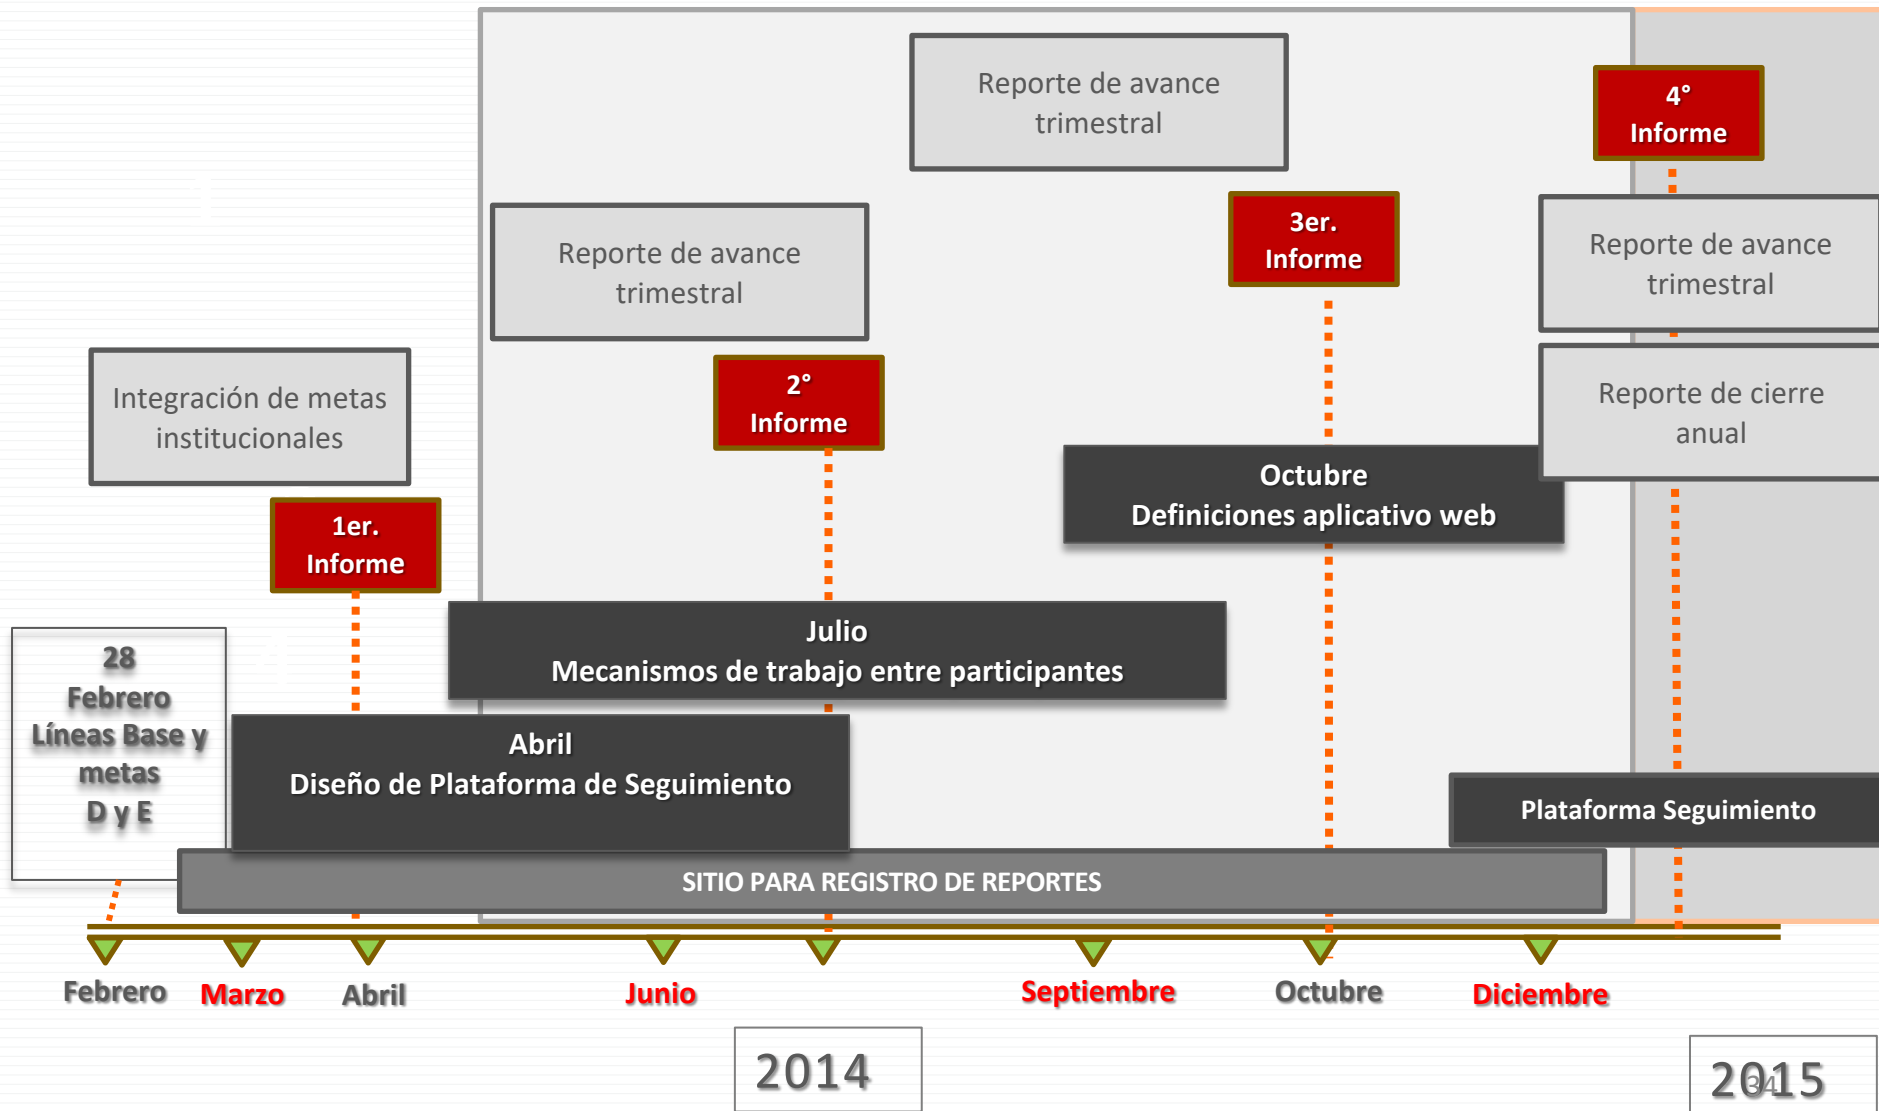 Reporte de avance
trimestral
4°
Informe
Reporte de avance
trimestral
3er.
Informe
Reporte de avance
trimestral
Integración de metas
institucionales
2°
Informe
Reporte de cierre
anual
Octubre
Definiciones aplicativo web
1er.
Informe
Julio
Mecanismos de trabajo entre participantes
28
Febrero
Líneas Base y
metas
D y E
Abril
Diseño de Plataforma de Seguimiento
Plataforma Seguimiento
SITIO PARA REGISTRO DE REPORTES
Febrero
Marzo
Abril
Junio
Septiembre
Octubre
Diciembre
2014
2015
34